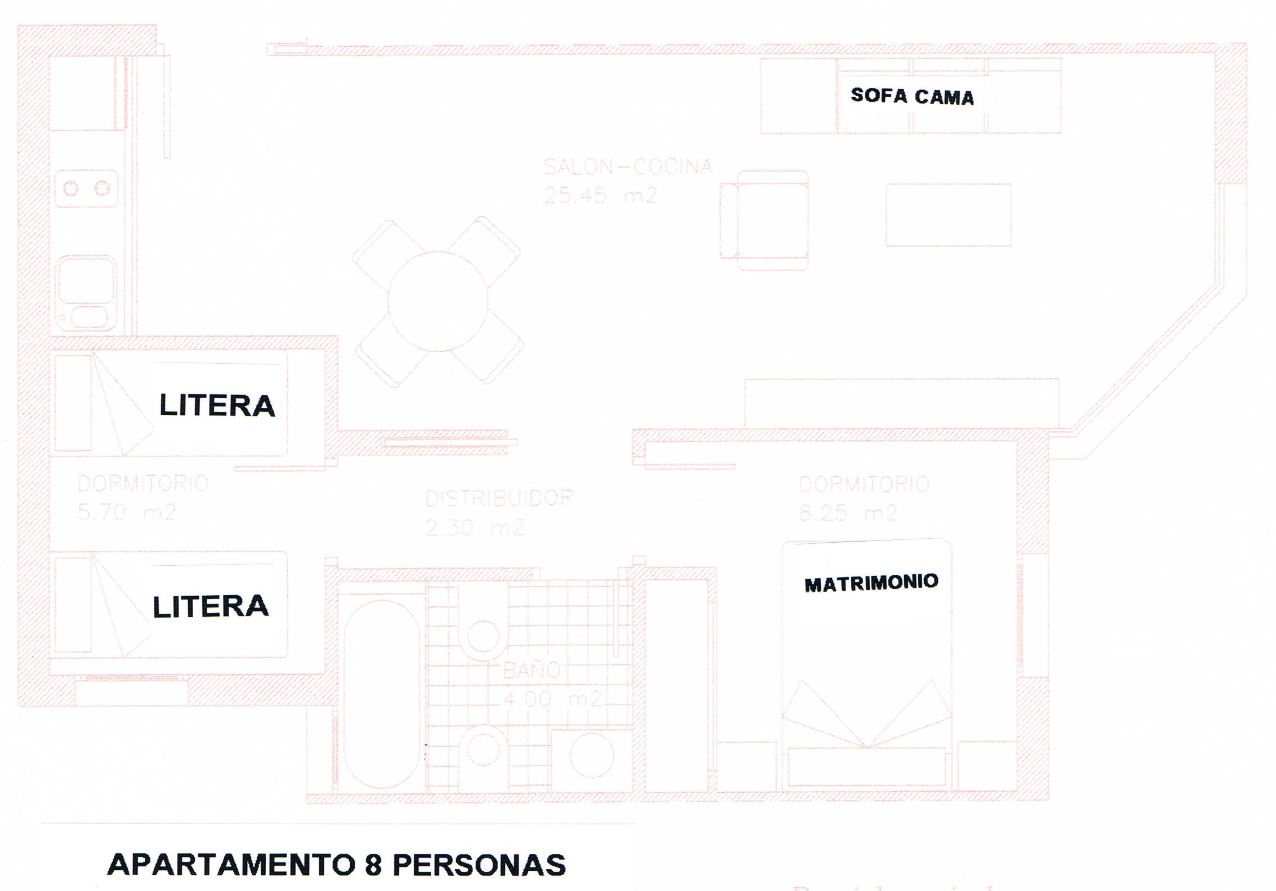 SOFA CAMA
SALON-COCINA
25.45 m2
LITERA
DORMITORIO
5.70 m2
DISTRIBUIDOR
2.30 m2
DORMITORIO
8.25 m2
LITERA
MATRIMONIO
BAÑO
4.00 m2
APARTAMENTO 8 PERSONAS